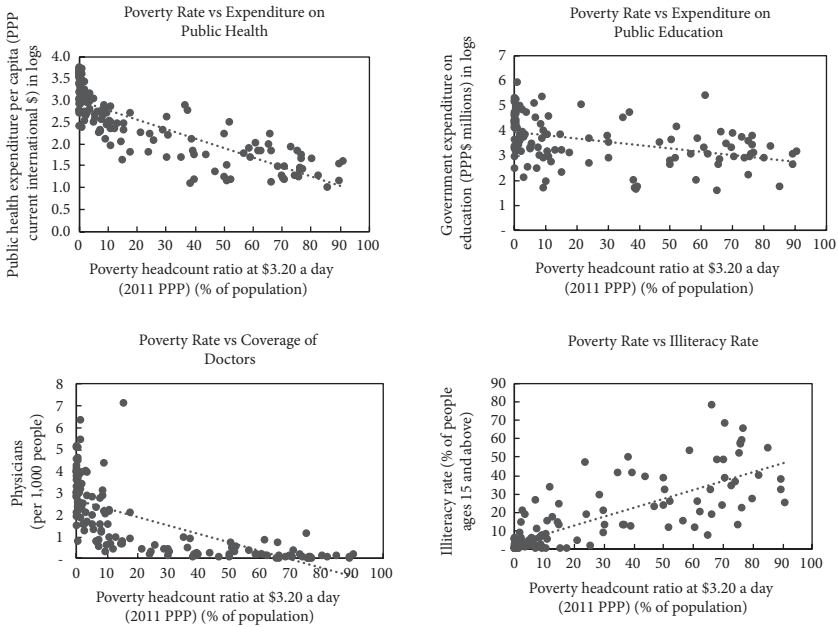 Poverty Rate vs Expenditure on
Public Health
Public health expenditure per capita (PPP
current international $) in logs
4.0
3.5
3.0
2.5
2.0
1.5
1.0
0.5
0.0
0 10 20 30 40 50 60 70 80 90 100
Poverty headcount ratio at $3.20 a day
(2011 PPP) (% of population)
Poverty Rate vs Expenditure on
Public Education
Government expenditure on
education (PPP$ millions) in logs
7
6
5
4
3
2
1
-
0 10 20 30 40 50 60 70 80 90 100
Poverty headcount ratio at $3.20 a day
(2011 PPP) (% of population)
Poverty Rate vs Coverage of
Doctors
Physicians
(per 1,000 people)
8
7
6
5
4
3
2
1
-
0 10 20 30 40 50 60 70 80 90 100
Poverty headcount ratio at $3.20 a day
(2011 PPP) (% of population)
Poverty Rate vs Illiteracy Rate
Illiteracy rate (% of people
ages 15 and above)
90
80
70
60
50
40
30
20
10
-
0 10 20 30 40 50 60 70 80 90 100
Poverty headcount ratio at $3.20 a day
(2011 PPP) (% of population)